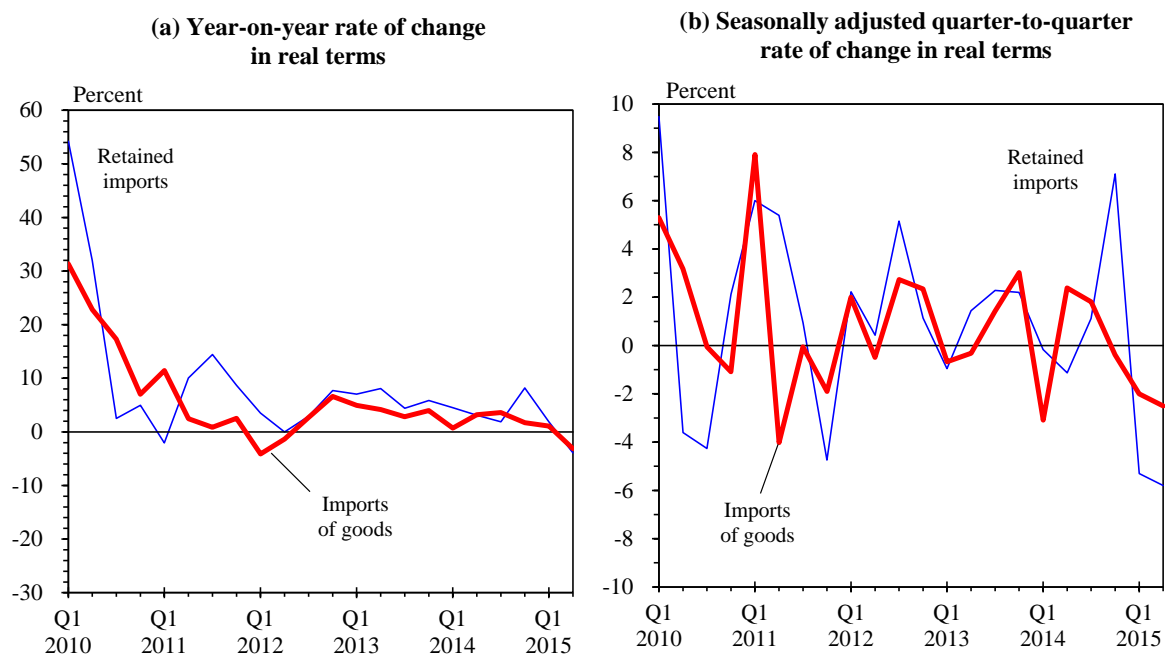 (a) Year-on-year rate of change
in real terms
Percent
60
50
40
30
20
10
0
-10
-20
-30
Retained
imports
Imports
of goods
Q1
2010
Q1
2011
Q1
2012
Q1
2013
Q1
2014
Q1
2015
(b) Seasonally adjusted quarter-to-quarter
rate of change in real terms
Percent
10
8
6
4
2
0
-2
-4
-6
-8
-10
Retained
imports
Imports
of goods
Q1
2010
Q1
2011
Q1
2012
Q1
2013
Q1
2014
Q1
2015